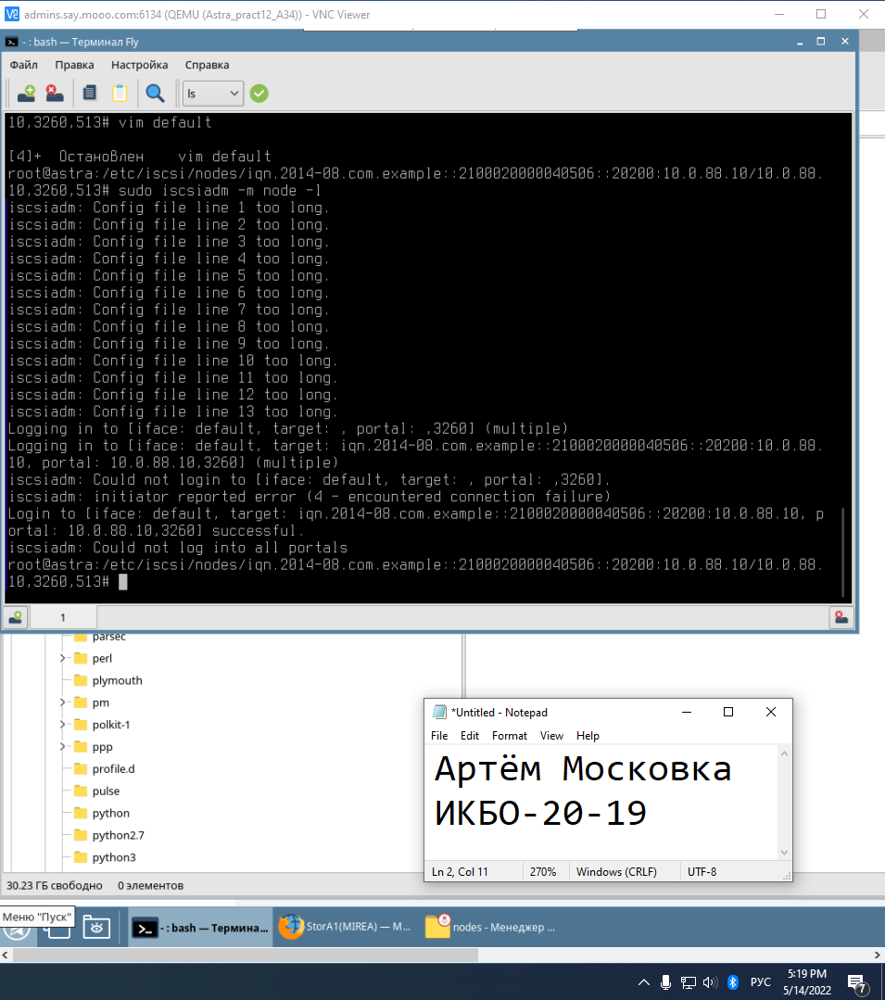 admins.say.mooo.com:6134 (QEMU (Astra_pract12_A34)) - VNC Viewer
- : bash — Терминал Fly
Файл Правка Настройка Справка
ls
10,3260,513# vim default
[4]+ Остановлен vim default
root@astra:/etc/iscsi/nodes/iqn.2014-08.com.example::2100020000040506::20200:10.0.88.10/10.0.88.
10,3260,513# sudo iscsiadm -m node -l
iscsiadm: Config file line 1 too long.
iscsiadm: Config file line 2 too long.
iscsiadm: Config file line 3 too long.
iscsiadm: Config file line 4 too long.
iscsiadm: Config file line 5 too long.
iscsiadm: Config file line 6 too long.
iscsiadm: Config file line 7 too long.
iscsiadm: Config file line 8 too long.
iscsiadm: Config file line 9 too long.
iscsiadm: Config file line 10 too long.
iscsiadm: Config file line 11 too long.
iscsiadm: Config file line 12 too long.
iscsiadm: Config file line 13 too long.
Logging in to [iface: default, target: , portal: ,3260] (multiple)
Logging in to [iface: default, target: iqn.2014-08.com.example::2100020000040506::20200:10.0.88.
10, portal: 10.0.88.10,3260] (multiple)
iscsiadm: Could not login to [iface: default, target: , portal: ,3260].
iscsiadm: initiator reported error (4 - encountered connection failure)
Login to [iface: default, target: iqn.2014-08.com.example::2100020000040506::20200:10.0.88.10, p
ortal: 10.0.88.10,3260] successful.
iscsiadm: Could not log into all portals
root@astra:/etc/iscsi/nodes/iqn.2014-08.com.example::2100020000040506::20200:10.0.88.10/10.0.88.
10,3260,513#
1
parsec
perl
plymouth
pm
polkit-1
ppp
profile.d
pulse
python
python2.7
python3
*Untitled - Notepad
File Edit Format View Help
Артём Московка
ИКБО-20-19
Ln 2, Col 11 270% Windows (CRLF) UTF-8
30.23 ГБ свободно 0 элементов
Меню "Пуск"
- : bash — Термина... StorA1(MIREA) — M... nodes - Менеджер ...
РУС
5:19 PM
5/14/2022
7